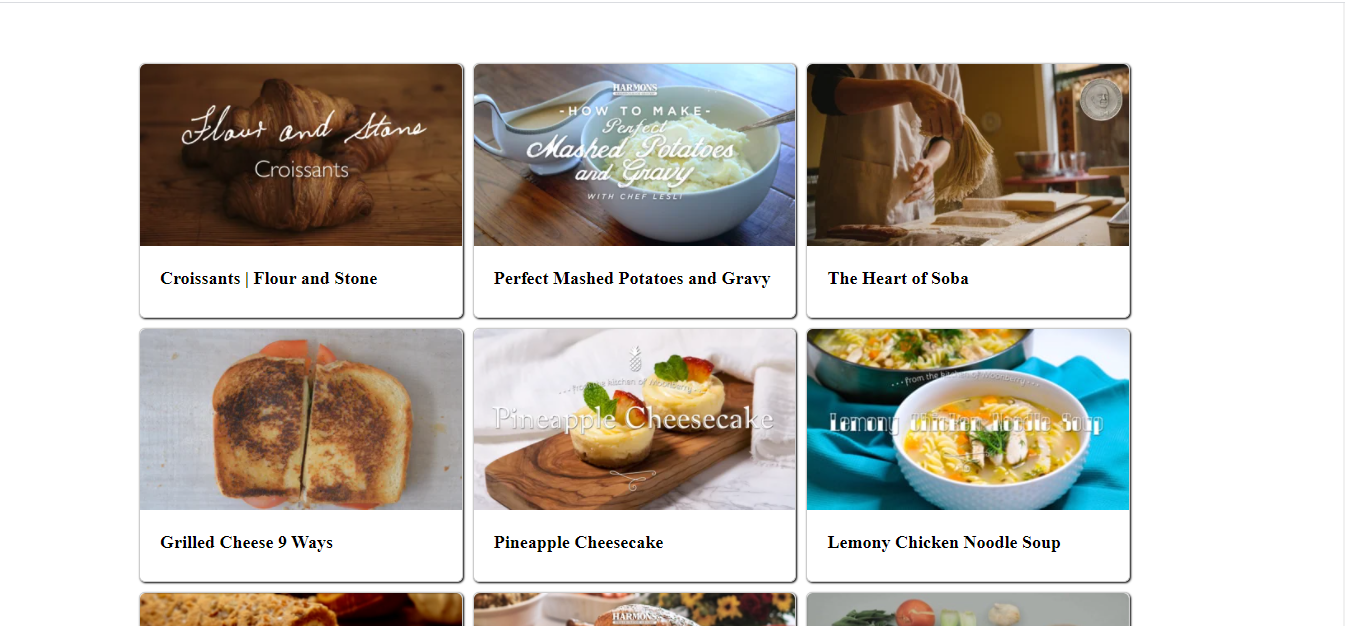 Flour and Stone
Croissants
Croissants | Flour and Stone
HARMONS
-HOW TO MAKE-
Perfect
Mashed Potatoes
and Gravy
WITH CHEF LESLI
Perfect Mashed Potatoes and Gravy
The Heart of Soba
Grilled Cheese 9 Ways
...from the kitchen of Moonberry...
Pineapple Cheesecake
Pineapple Cheesecake
...from the kitchen of Moonberry...
Lemony Chicken Noodle Soup
Lemony Chicken Noodle Soup
HARMONS